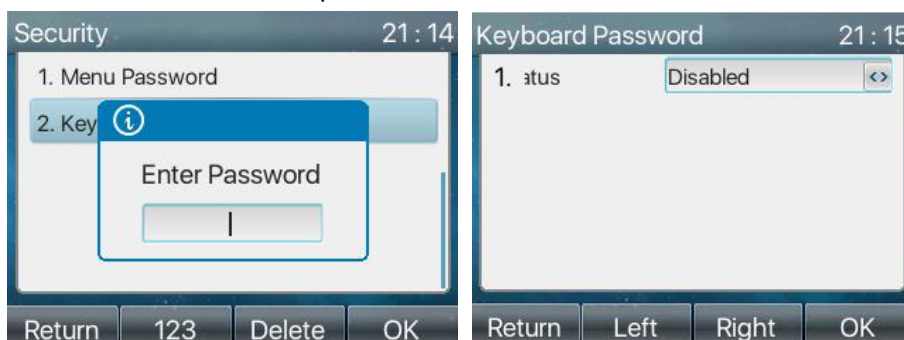 Security 21:14
1. Menu Password
2. Key
Enter Password
Return 123 Delete OK
Keyboard Password 21:15
1. atus Disabled <>
Return Left Right OK